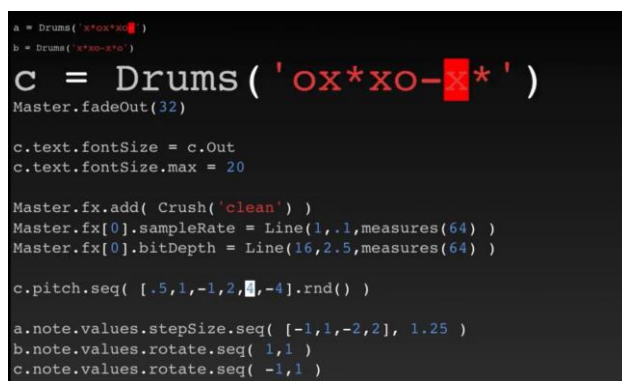 a = Drums('x*ox*xo ')
b = Drums('x*xo-x*o')
c = Drums('ox*xo-x*')
Master.fadeOut(32)
c.text.fontSize = c.Out
c.text.fontSize.max = 20
Master.fx.add( Crush('clean') )
Master.fx[0].sampleRate = Line(1,.1,measures(64) )
Master.fx[0].bitDepth = Line(16,2.5,measures(64) )
c.pitch.seq( [.5,1,-1,2,4,-4].rnd() )
a.note.values.stepSize.seq( [-1,1,-2,2], 1.25 )
b.note.values.rotate.seq( 1,1 )
c.note.values.rotate.seq( -1,1 )